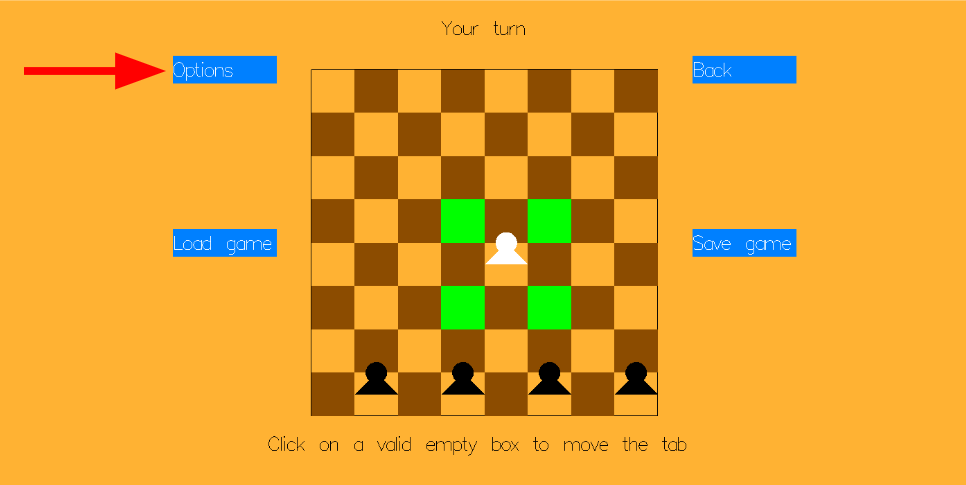 Your turn
Options
Back
Load game
Save game
Click on a valid empty box to move the tab